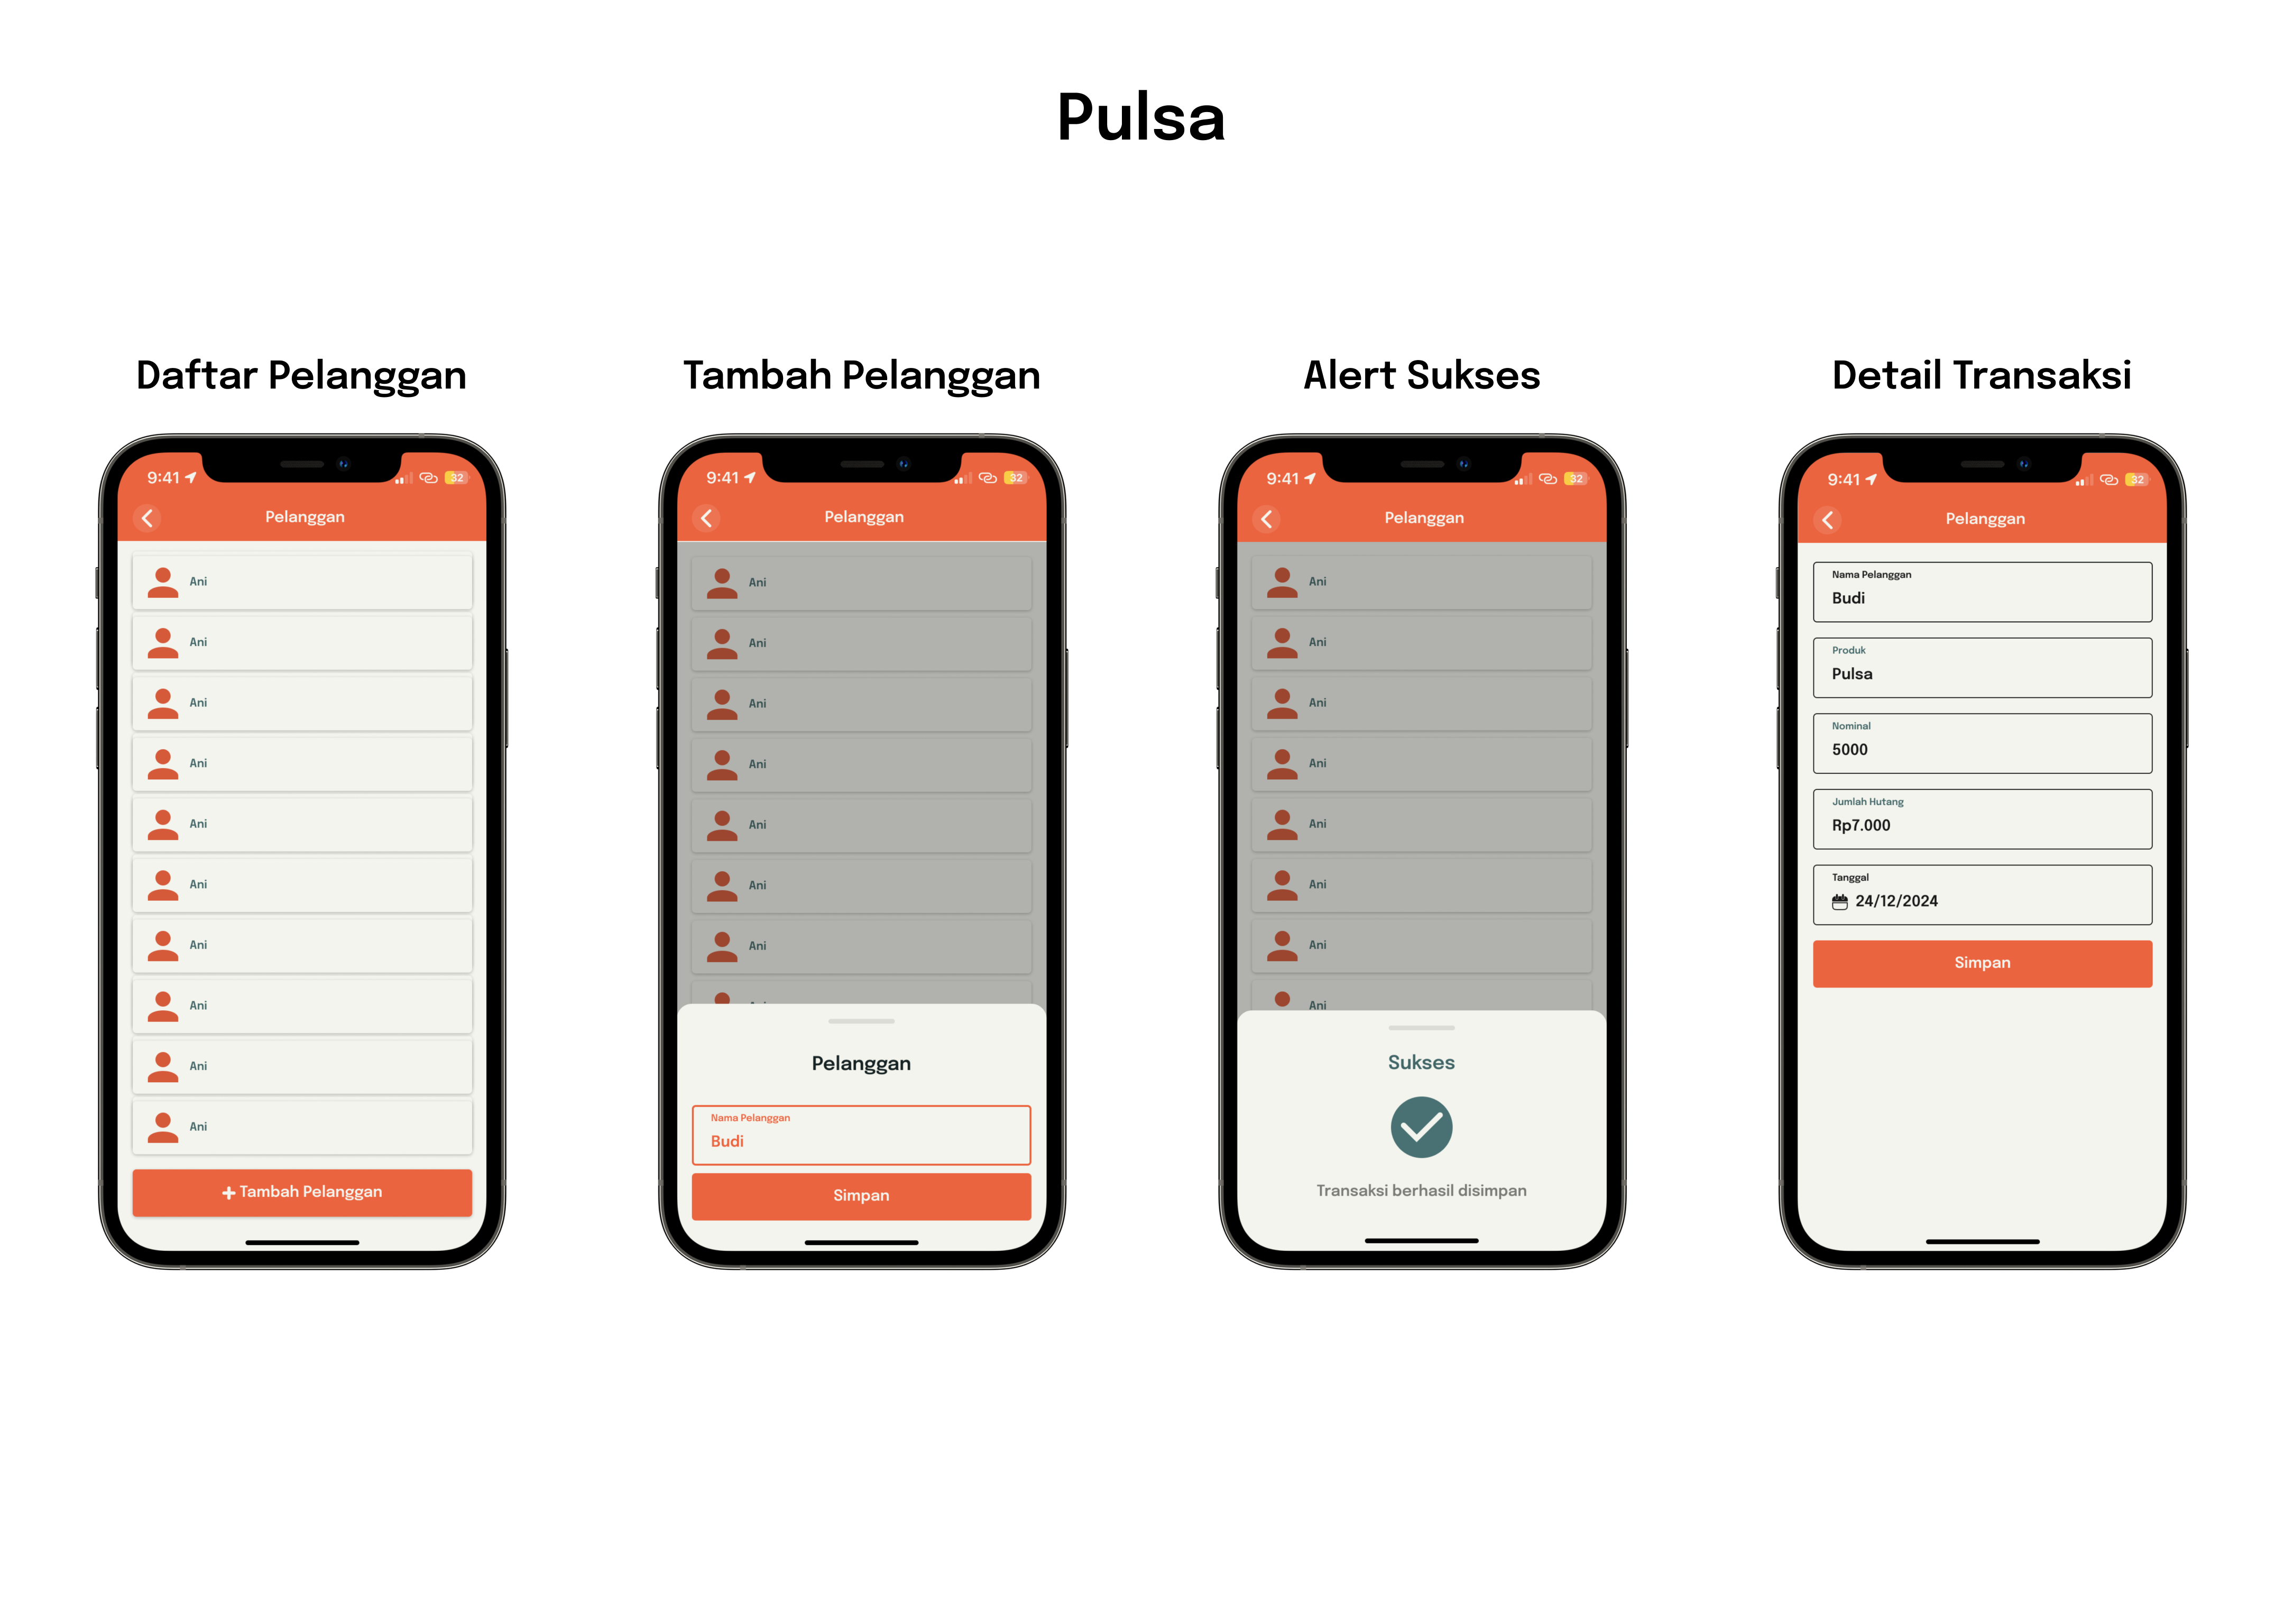 Pulsa
Daftar Pelanggan
9:41
32
Pelanggan
Ani
Ani
Ani
Ani
Ani
Ani
Ani
Ani
Ani
Ani
+ Tambah Pelanggan
Tambah Pelanggan
9:41
32
Pelanggan
Ani
Ani
Ani
Ani
Ani
Ani
Ani
Pelanggan
Nama Pelanggan
Budi
Simpan
Alert Sukses
9:41
32
Pelanggan
Ani
Ani
Ani
Ani
Ani
Ani
Ani
Ani
Sukses
Transaksi berhasil disimpan
Detail Transaksi
9:41
32
Pelanggan
Nama Pelanggan
Budi
Produk
Pulsa
Nominal
5000
Jumlah Hutang
Rp7.000
Tanggal
24/12/2024
Simpan